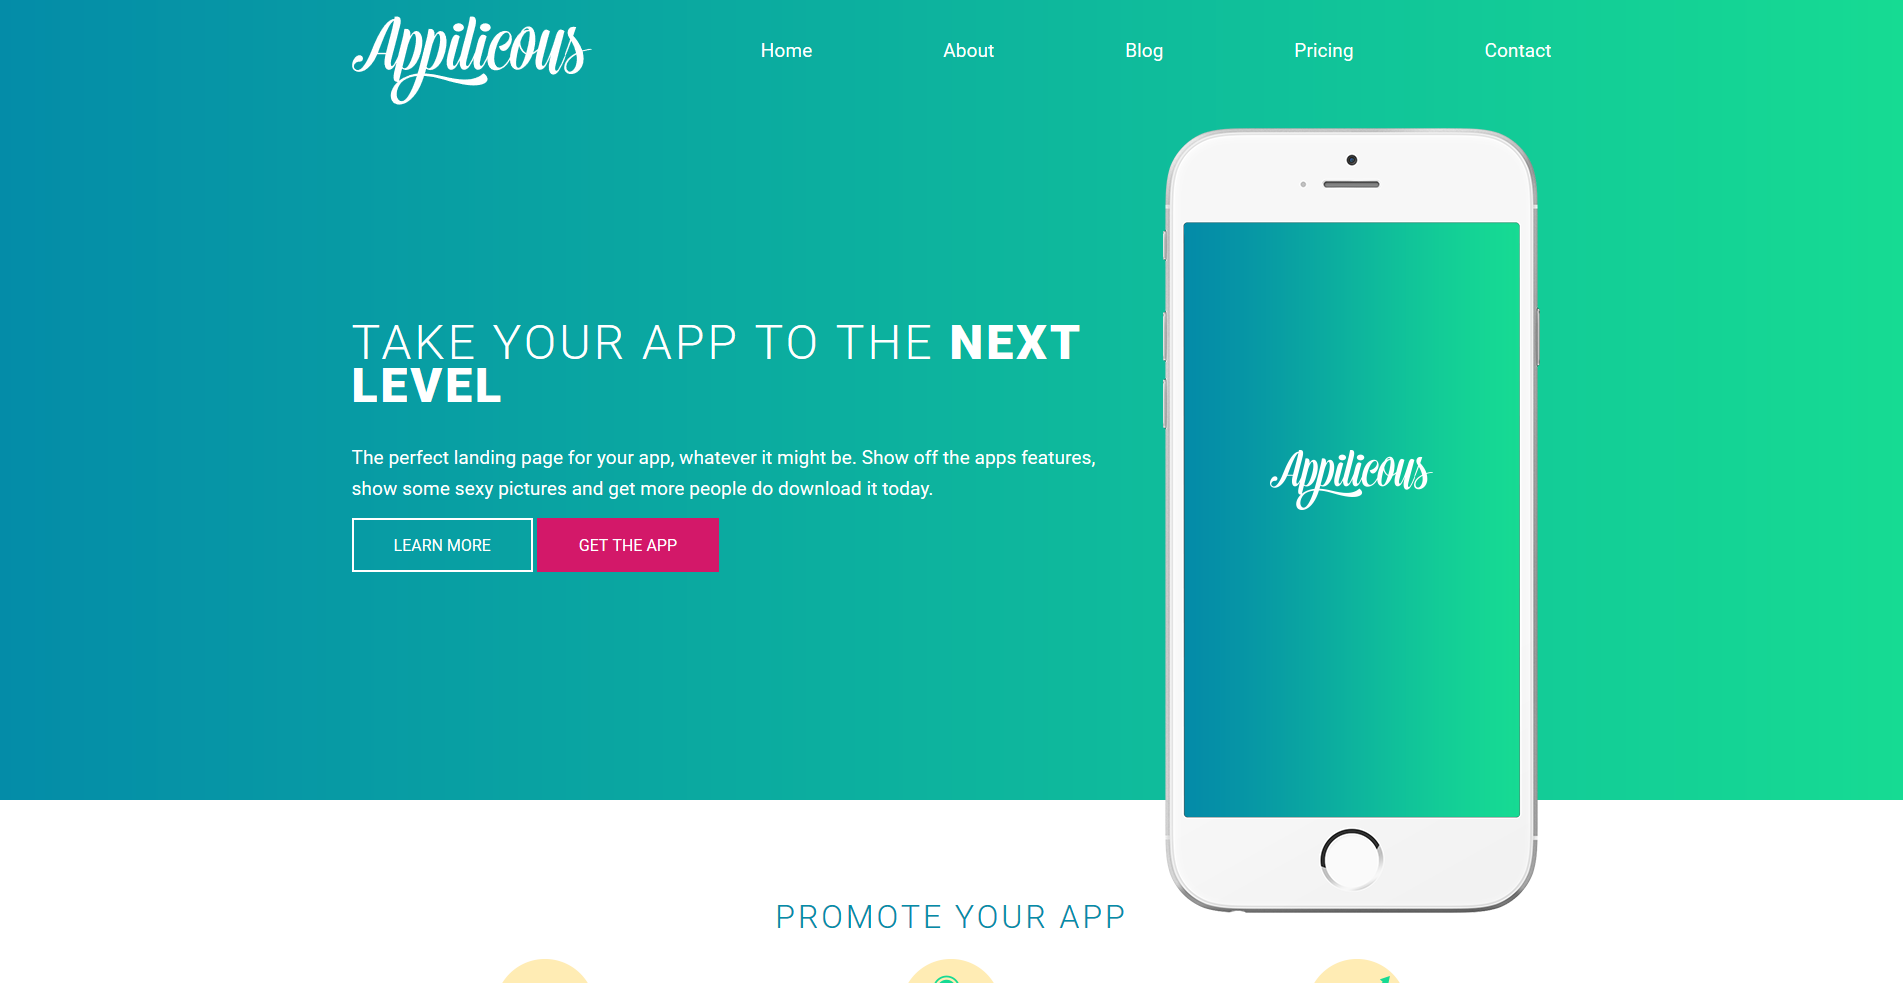 Appilicous
Home About Blog Pricing Contact
TAKE YOUR APP TO THE NEXT
LEVEL
The perfect landing page for your app, whatever it might be. Show off the apps features,
show some sexy pictures and get more people do download it today.
LEARN MORE GET THE APP
Appilicous
PROMOTE YOUR APP